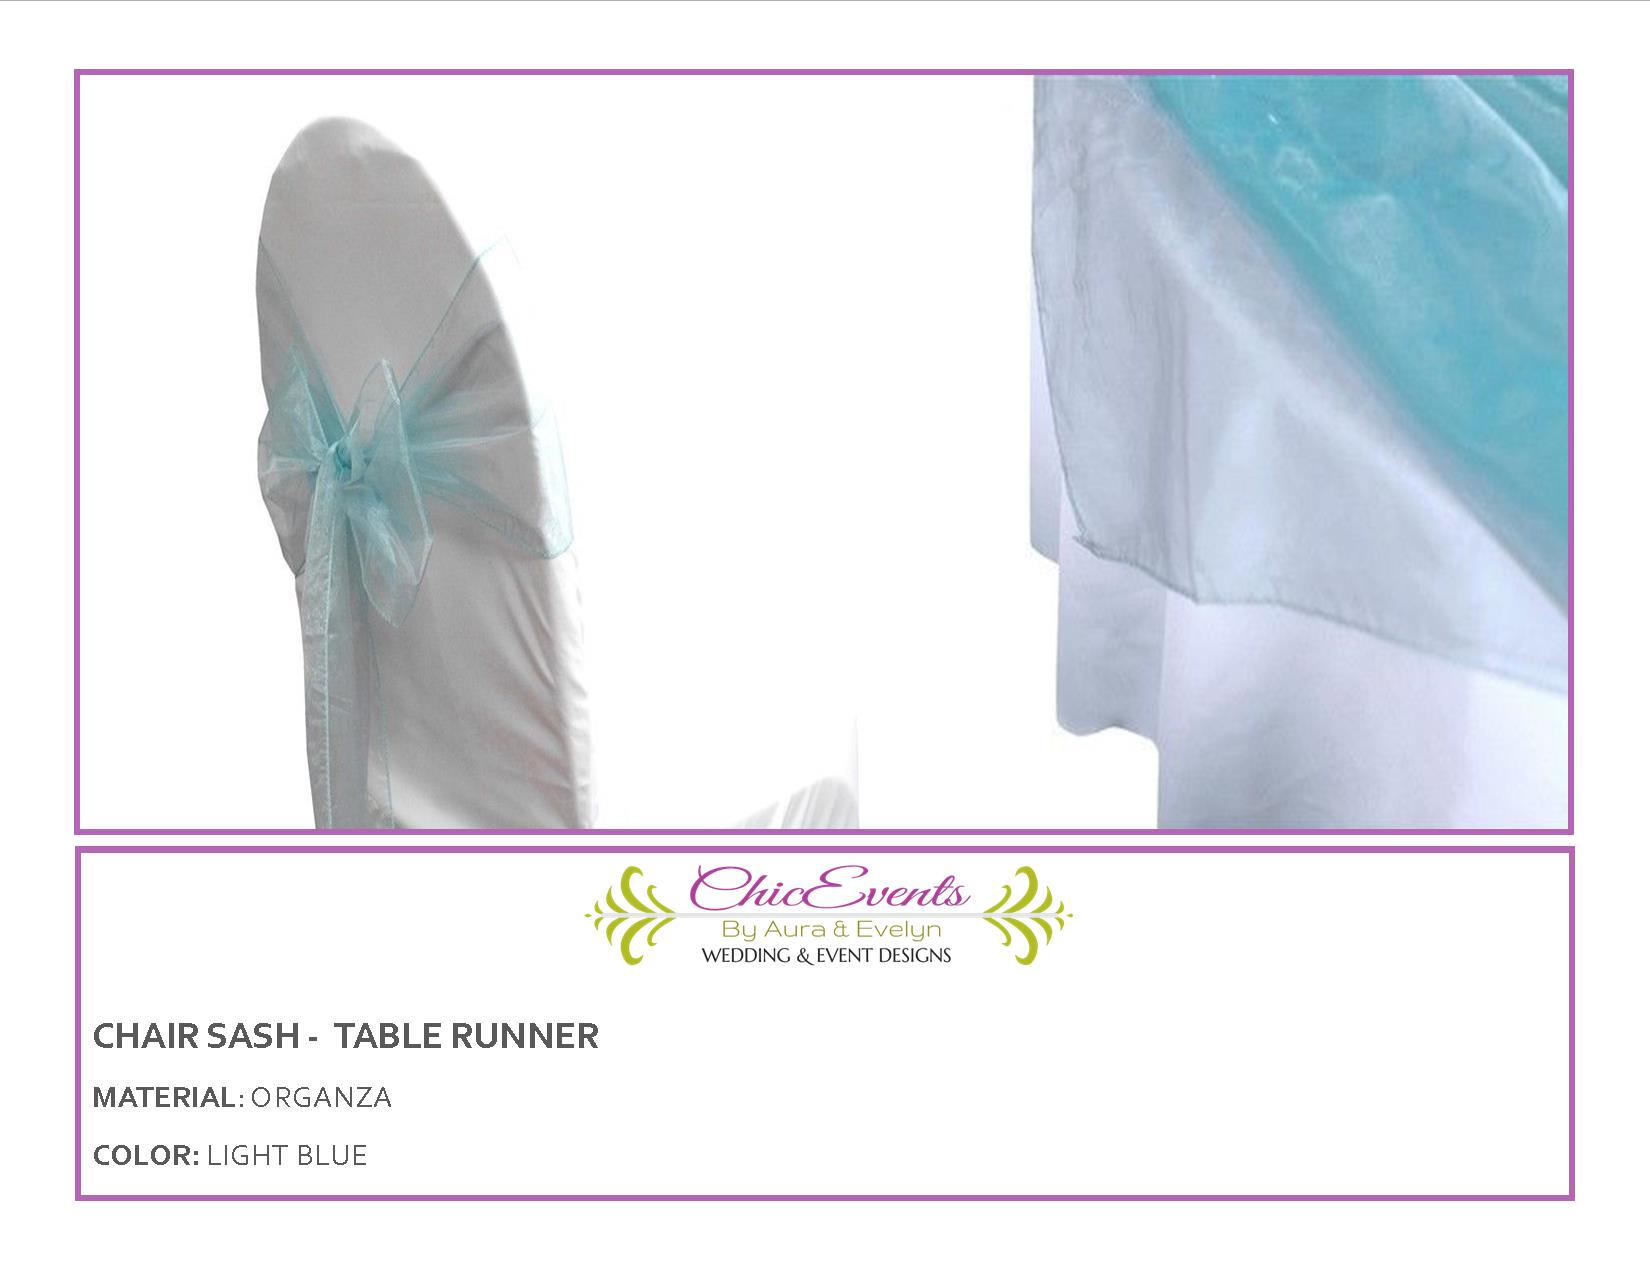 ChicEvents
By Aura & Evelyn
WEDDING & EVENT DESIGNS
CHAIR SASH - TABLE RUNNER
MATERIAL: ORGANZA
COLOR: LIGHT BLUE